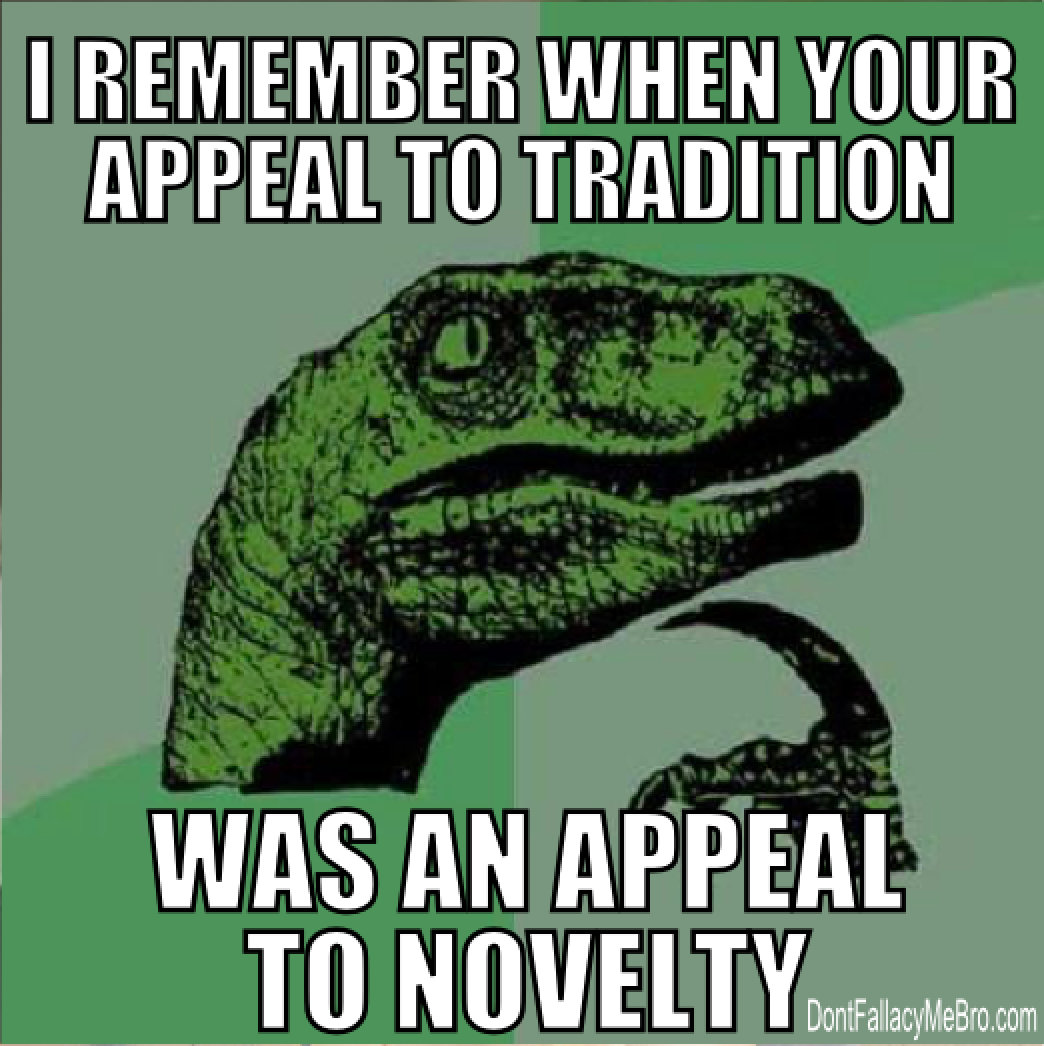 I REMEMBER WHEN YOUR
APPEAL TO TRADITION
WAS AN APPEAL
TO NOVELTY
DontFallacyMeBro.com